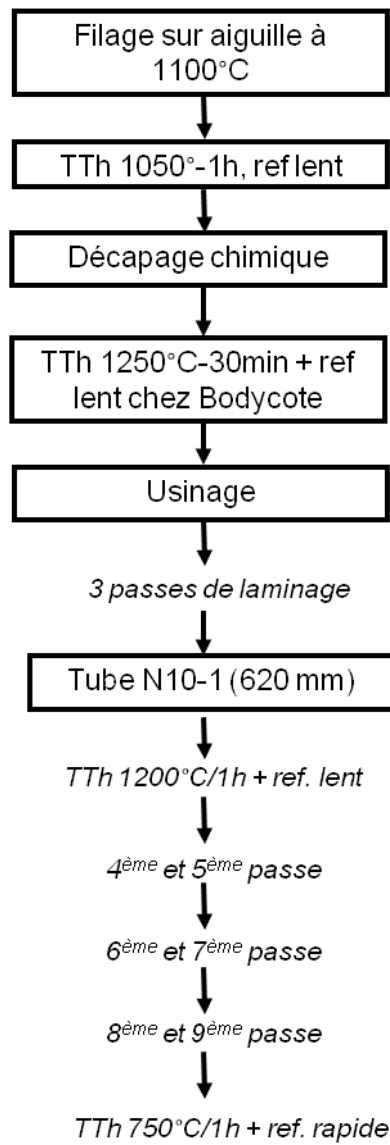 Filage sur aiguille à
1100°C
TTh 1050°-1h, ref lent
Décapage chimique
TTh 1250°C-30min + ref
lent chez Bodycote
Usinage
3 passes de laminage
Tube N10-1 (620 mm)
TTh 1200°C/1h + ref. lent
4ème et 5ème passe
6ème et 7ème passe
8ème et 9ème passe
TTh 750°C/1h + ref. rapide